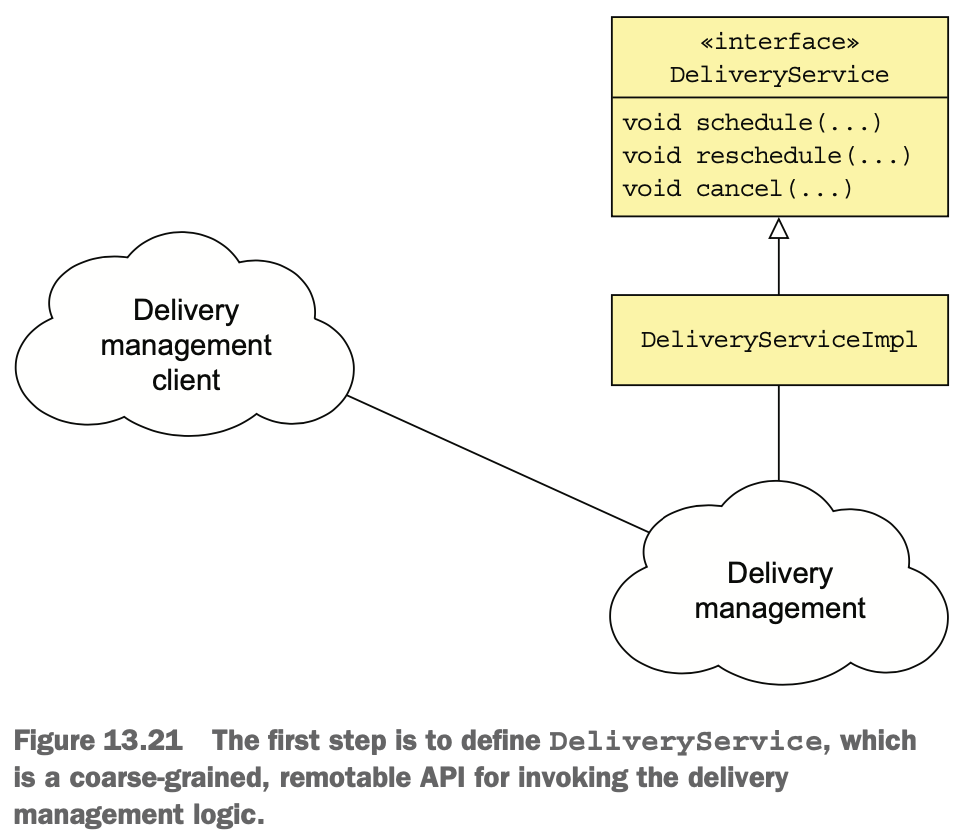 «interface»
DeliveryService
void schedule(...)
void reschedule(...)
void cancel(...)
DeliveryServiceImpl
Delivery
management
client
Delivery
management
Figure 13.21 The first step is to define DeliveryService, which
is a coarse-grained, remotable API for invoking the delivery
management logic.